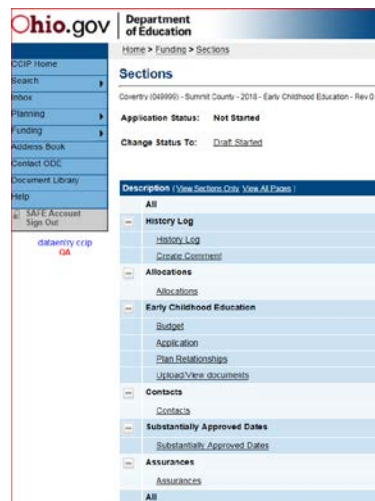 Ohio.gov
Department
of Education
Home > Funding > Sections
CCIP Home
Search
Inbox
Planning
Funding
Address Book
Contact ODE
Document Library
Help
SAFE Account
Sign Out
dataentry ccip
QA
Sections
Coventry (049999) - Summit County - 2018 - Early Childhood Education - Rev 0
Application Status: Not Started
Change Status To: Draft Started
Description (View Sections Only View All Pages)
All
History Log
History Log
Create Comment
Allocations
Allocations
Early Childhood Education
Budget
Application
Plan Relationships
Upload/View documents
Contacts
Contacts
Substantially Approved Dates
Substantially Approved Dates
Assurances
Assurances
All